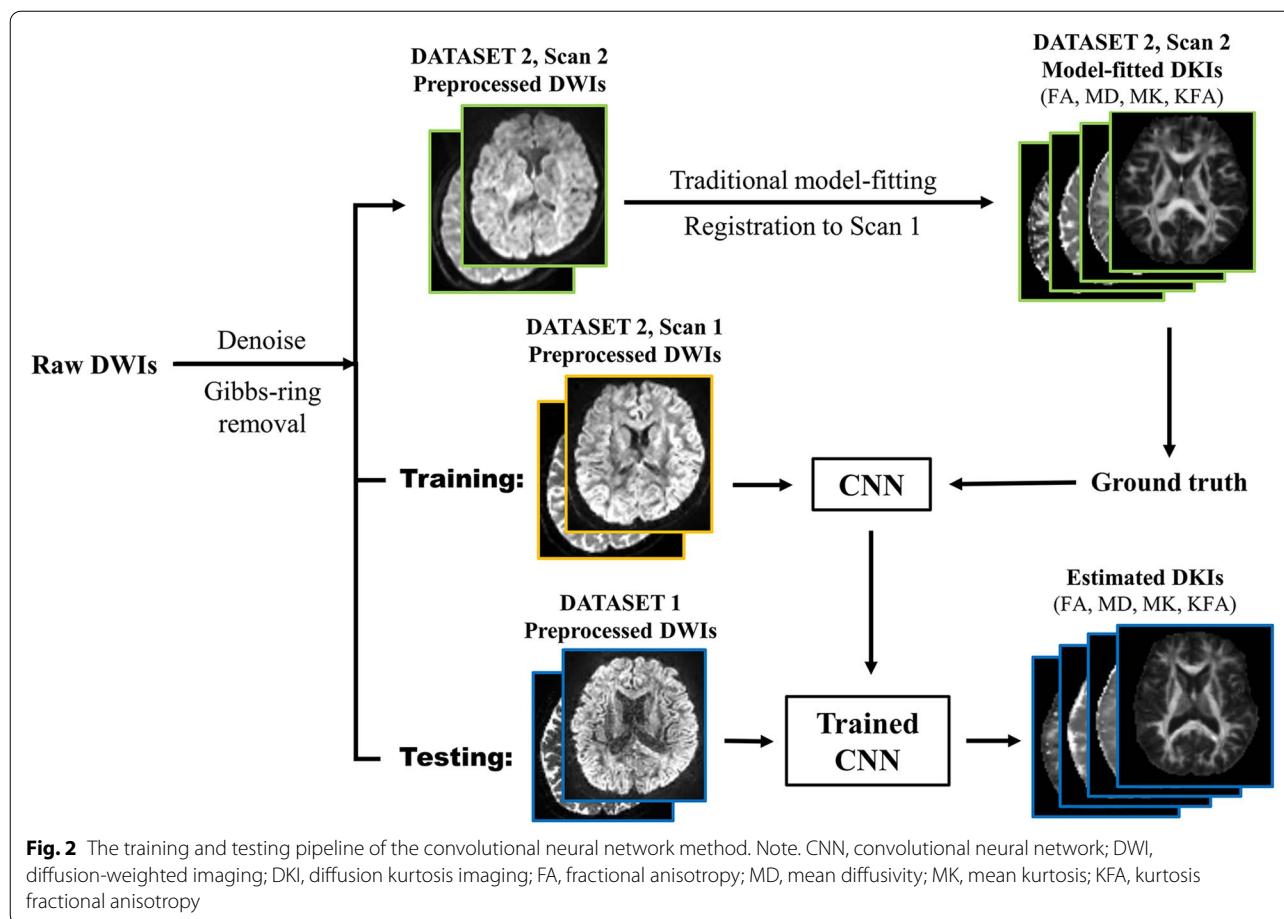 DATASET 2, Scan 2
Preprocessed DWIs
DATASET 2, Scan 2
Model-fitted DKIs
(FA, MD, MK, KFA)
Traditional model-fitting
Registration to Scan 1
Raw DWIs
Denoise
Gibbs-ring
removal
DATASET 2, Scan 1
Preprocessed DWIs
Training:
CNN
Ground truth
DATASET 1
Preprocessed DWIs
Testing:
Trained
CNN
Estimated DKIs
(FA, MD, MK, KFA)
Fig. 2 The training and testing pipeline of the convolutional neural network method. Note. CNN, convolutional neural network; DWI,
diffusion-weighted imaging; DKI, diffusion kurtosis imaging; FA, fractional anisotropy; MD, mean diffusivity; MK, mean kurtosis; KFA, kurtosis
fractional anisotropy